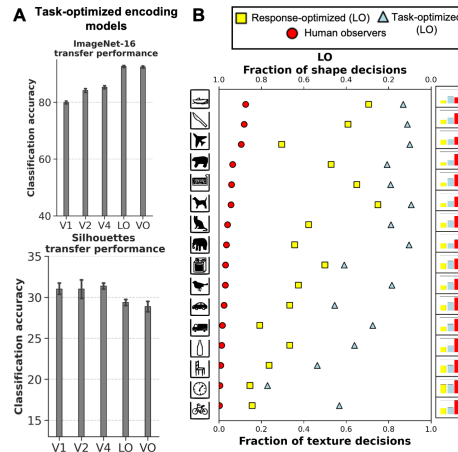 A Task-optimized encoding
models
ImageNet-16
transfer performance
Classification accuracy
80
60
40
V1 V2 V4 LO VO
Silhouettes
transfer performance
Classification accuracy
35
30
25
20
15
V1 V2 V4 LO VO
B
Response-optimized (LO)
Task-optimized
(LO)
Human observers
LO
Fraction of shape decisions
1.0 0.8 0.6 0.4 0.2 0.0
0.0 0.2 0.4 0.6 0.8 1.0
Fraction of texture decisions